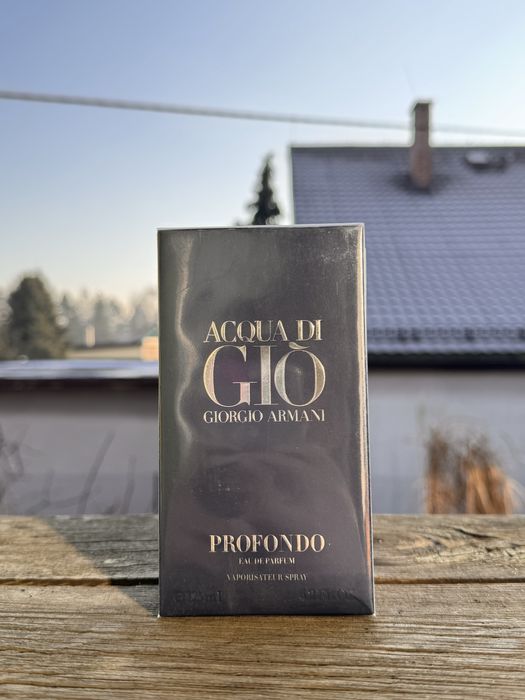 ACQUA DI
GIÒ
GIORGIO ARMANI
PROFONDO
EAU DE PARFUM
VAPORISATEUR SPRAY